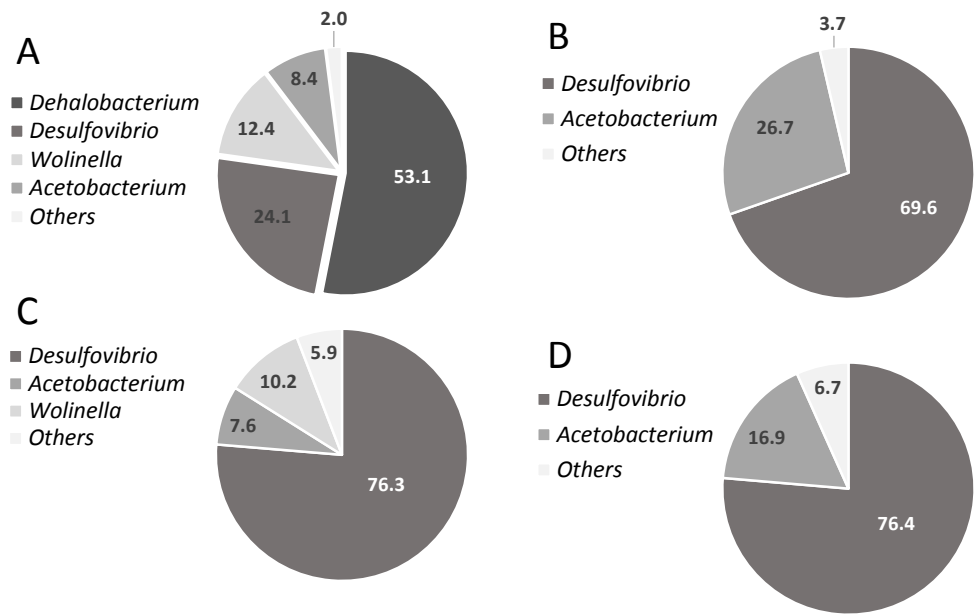 A
Dehalobacterium
Desulfovibrio
Wolinella
Acetobacterium
Others
2.0
8.4
12.4
53.1
24.1
B
Desulfovibrio
Acetobacterium
Others
3.7
26.7
69.6
C
Desulfovibrio
Acetobacterium
Wolinella
Others
5.9
10.2
7.6
76.3
D
Desulfovibrio
Acetobacterium
Others
6.7
16.9
76.4